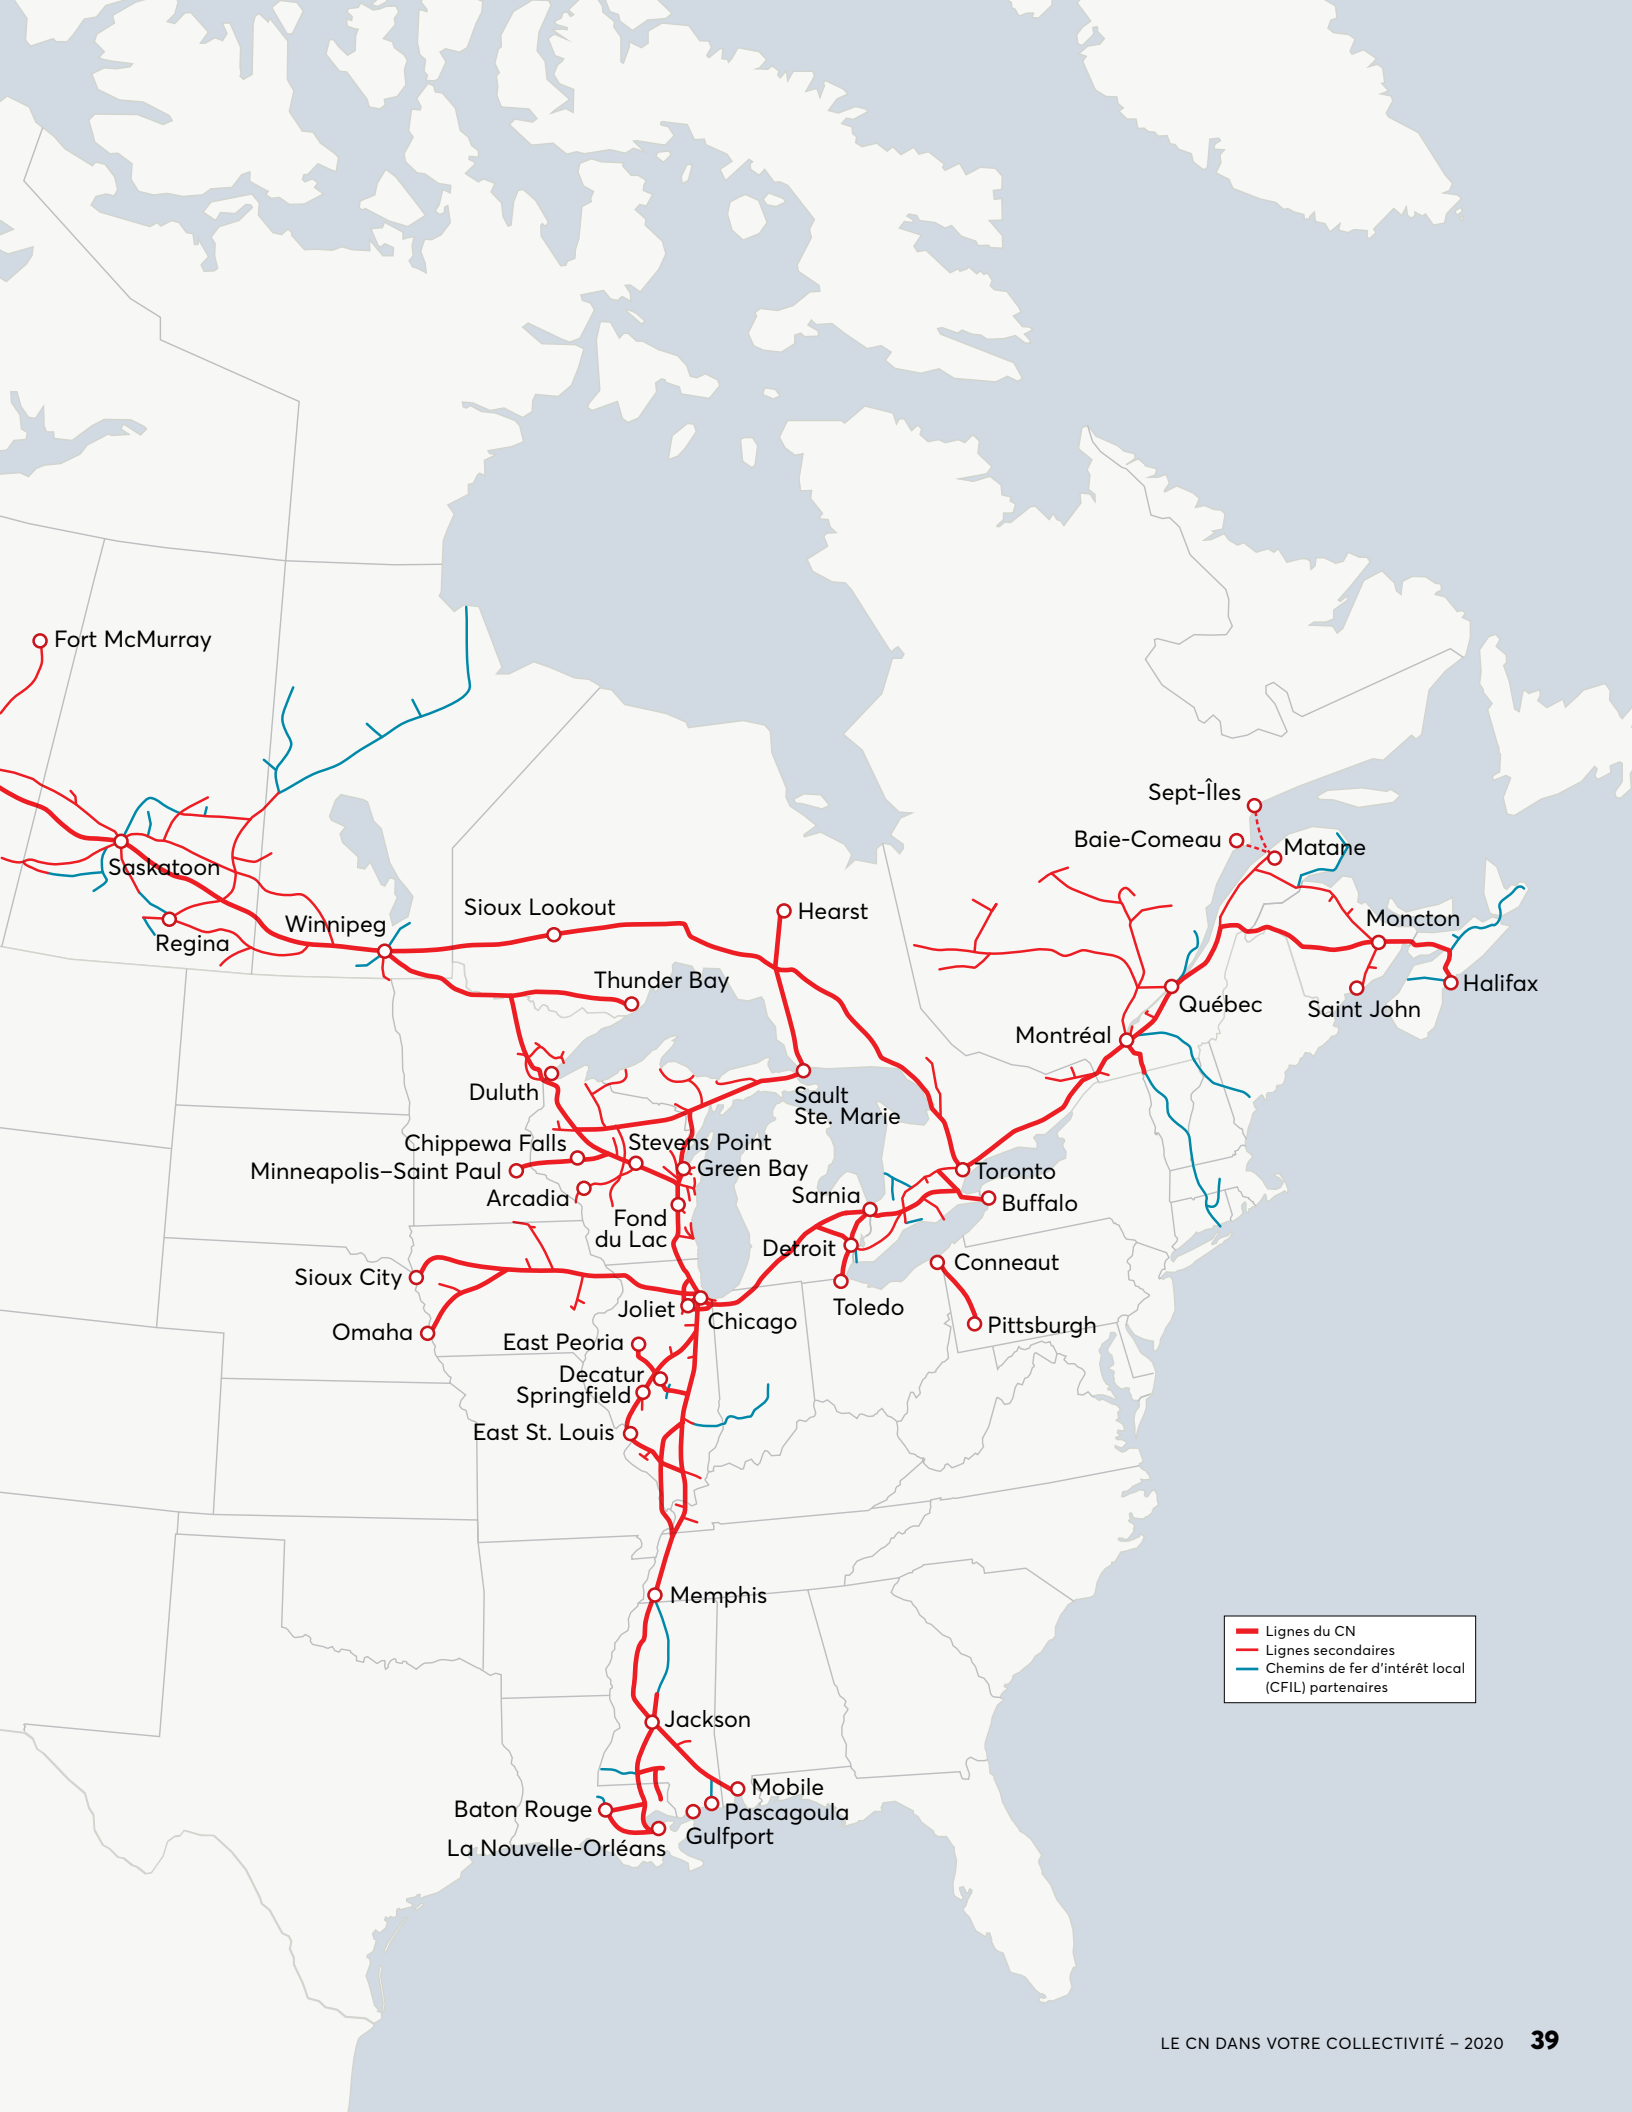 Fort McMurray
Sept-Îles
Baie-Comeau
Matane
Saskatoon
Sioux Lookout
Hearst
Winnipeg
Moncton
Regina
Thunder Bay
Halifax
Québec
Saint John
Montréal
Duluth
Sault
Ste. Marie
Chippewa Falls
Stevens Point
Minneapolis–Saint Paul
Green Bay
Toronto
Arcadia
Sarnia
Buffalo
Fond
du Lac
Detroit
Conneaut
Sioux City
Joliet
Toledo
Chicago
Pittsburgh
Omaha
East Peoria
Decatur
Springfield
East St. Louis
Memphis
Lignes du CN
Lignes secondaires
Chemins de fer d'intérêt local
(CFIL) partenaires
Jackson
Mobile
Baton Rouge
Pascagoula
Gulfport
La Nouvelle-Orléans
LE CN DANS VOTRE COLLECTIVITÉ – 2020 39